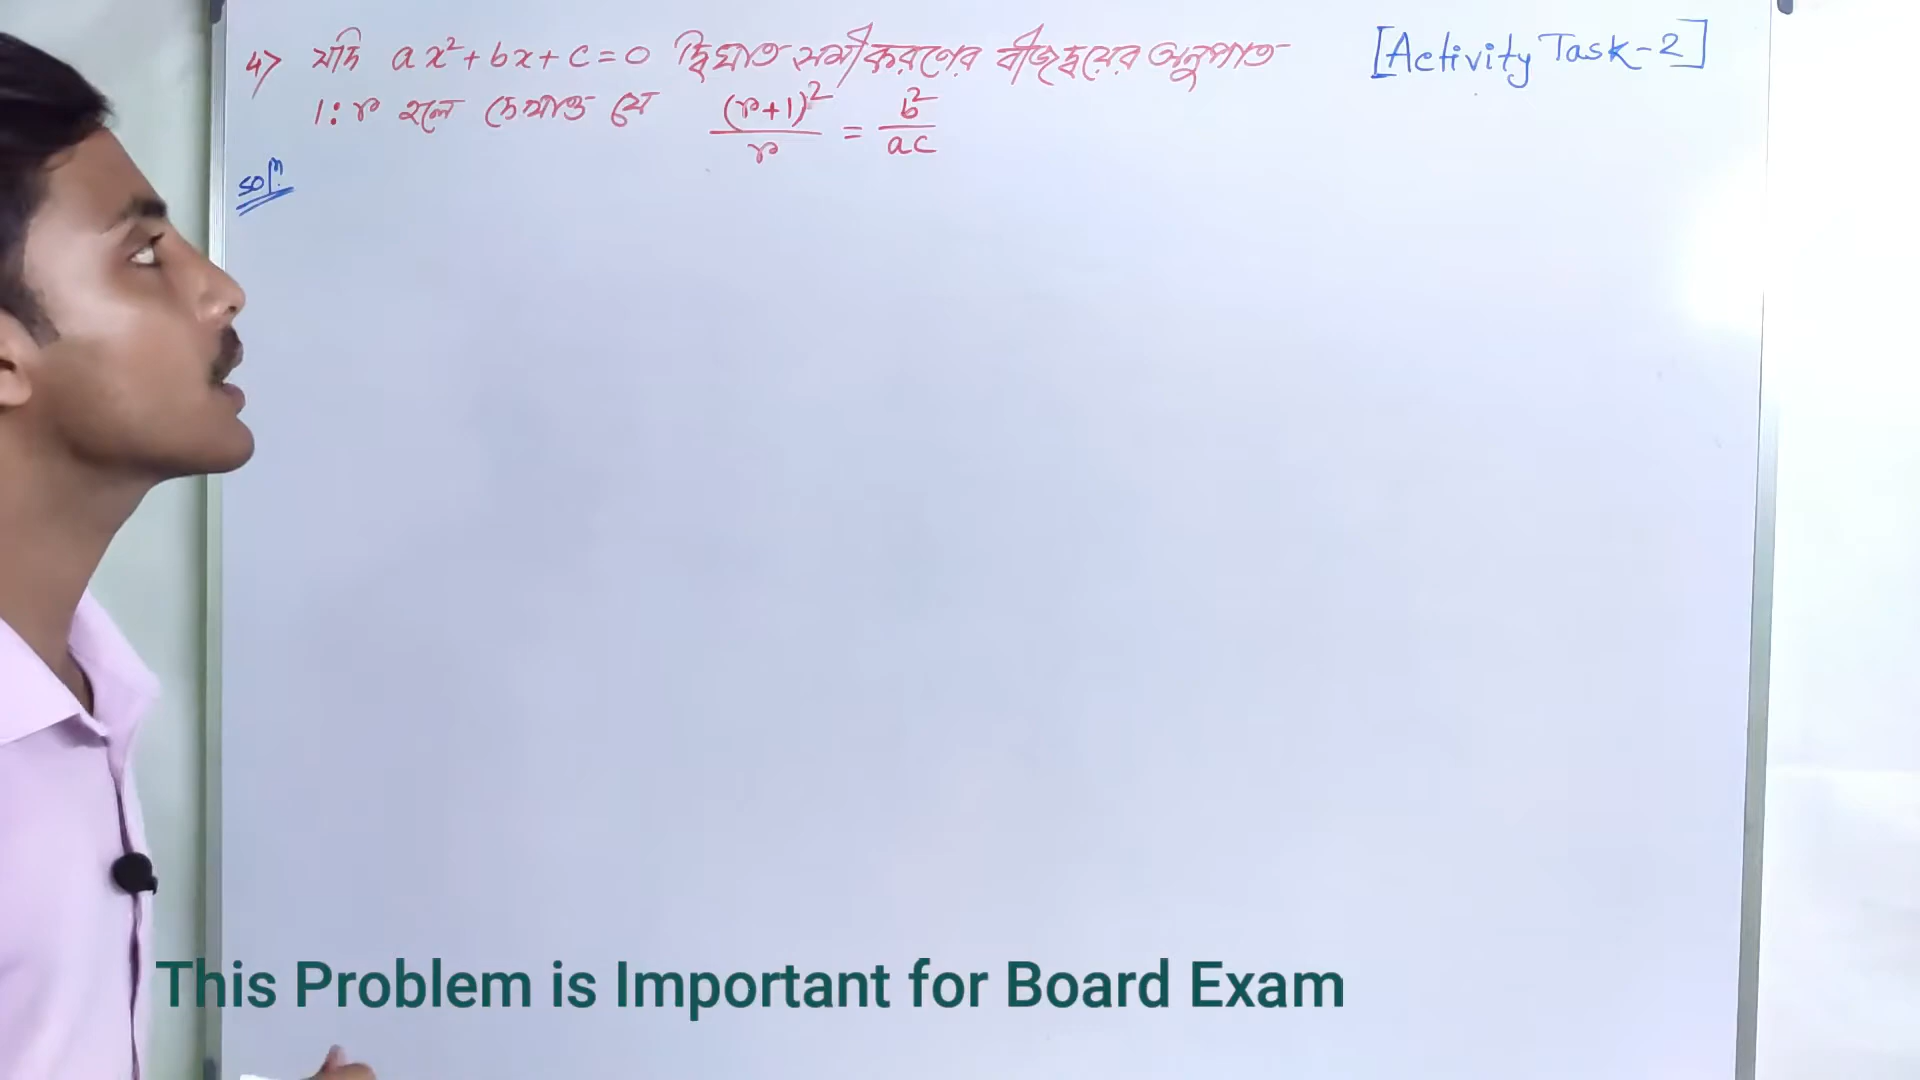 4> যদি ax²+bx+c=0 দ্বিঘাত সমীকরণের বীজদ্বয়ের অনুপাত [Activity Task-2]
1:r হলে দেখাও যে (r+1)²/r = b²/ac
Solⁿ.
This Problem is Important for Board Exam